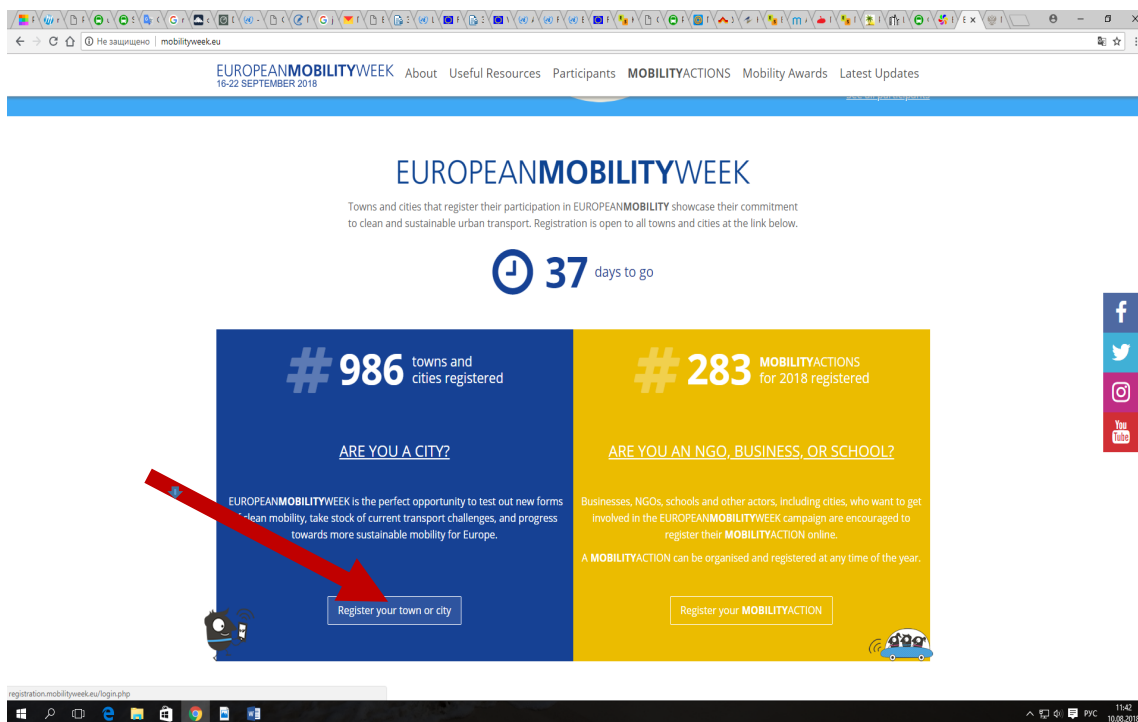 Не защищено | mobilityweek.eu
EUROPEANMOBILITYWEEK About Useful Resources Participants MOBILITYACTIONS Mobility Awards Latest Updates
16-22 SEPTEMBER 2018
EUROPEANMOBILITYWEEK
Towns and cities that register their participation in EUROPEANMOBILITY showcase their commitment
to clean and sustainable urban transport. Registration is open to all towns and cities at the link below.
37 days to go
# 986 towns and
cities registered
ARE YOU A CITY?
EUROPEANMOBILITYWEEK is the perfect opportunity to test out new forms
clean mobility, take stock of current transport challenges, and progress
towards more sustainable mobility for Europe.
Register your town or city
# 283 MOBILITYACTIONS
for 2018 registered
ARE YOU AN NGO, BUSINESS, OR SCHOOL?
Businesses, NGOs, schools and other actors, including cities, who want to get
involved in the EUROPEANMOBILITYWEEK campaign are encouraged to
register their MOBILITYACTION online.
A MOBILITYACTION can be organised and registered at any time of the year.
Register your MOBILITYACTION
You
Tube
registration.mobilityweek.eu/login.php
РУС
11:42
10.08.2018